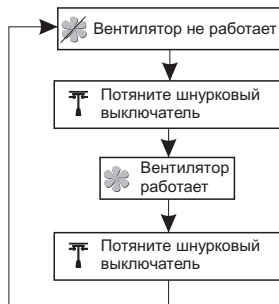 Вентилятор не работает
Потяните шнурковый
выключатель
Вентилятор
работает
Потяните шнурковый
выключатель